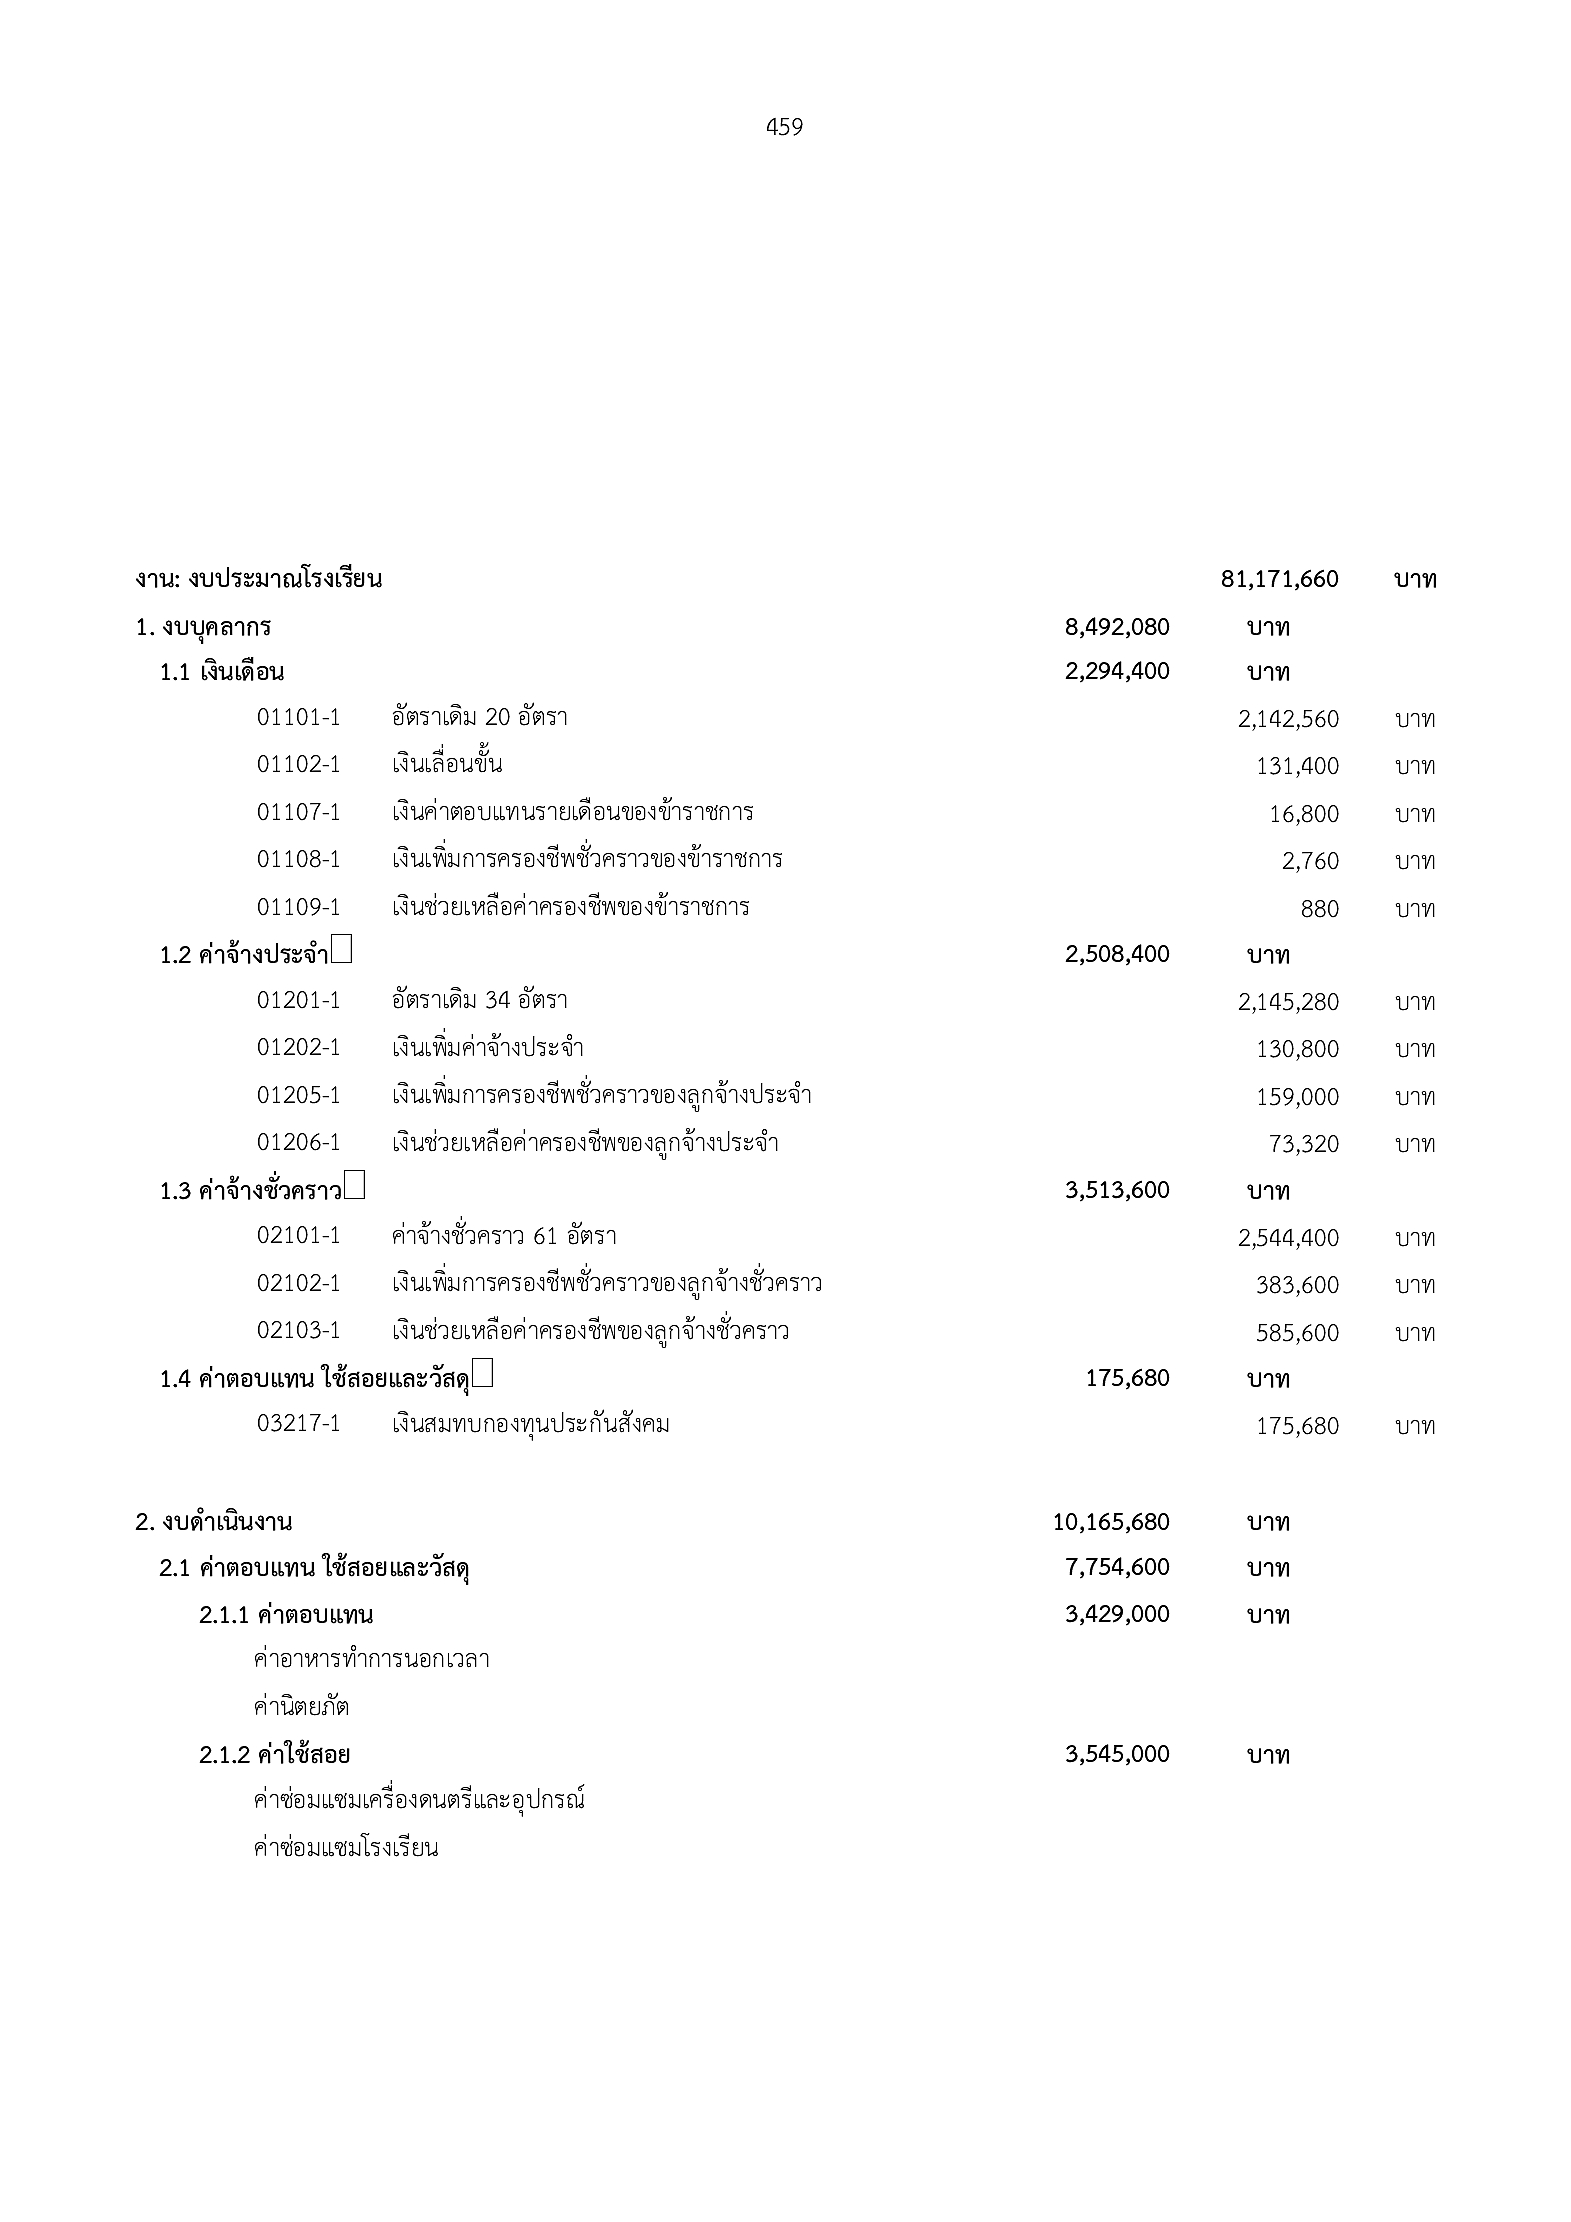 459
งาน: งบประมาณโรงเรียน 81,171,660 บาท
1. งบบุคลากร 8,492,080 บาท
1.1 เงินเดือน 2,294,400 บาท
01101-1 อัตราเดิม 20 อัตรา 2,142,560 บาท
01102-1 เงินเลื่อนขั้น 131,400 บาท
01107-1 เงินค่าตอบแทนรายเดือนของข้าราชการ 16,800 บาท
01108-1 เงินเพิ่มการครองชีพชั่วคราวของข้าราชการ 2,760 บาท
01109-1 เงินช่วยเหลือค่าครองชีพของข้าราชการ 880 บาท
1.2 ค่าจ้างประจำ 2,508,400 บาท
01201-1 อัตราเดิม 34 อัตรา 2,145,280 บาท
01202-1 เงินเพิ่มค่าจ้างประจำ 130,800 บาท
01205-1 เงินเพิ่มการครองชีพชั่วคราวของลูกจ้างประจำ 159,000 บาท
01206-1 เงินช่วยเหลือค่าครองชีพของลูกจ้างประจำ 73,320 บาท
1.3 ค่าจ้างชั่วคราว 3,513,600 บาท
02101-1 ค่าจ้างชั่วคราว 61 อัตรา 2,544,400 บาท
02102-1 เงินเพิ่มการครองชีพชั่วคราวของลูกจ้างชั่วคราว 383,600 บาท
02103-1 เงินช่วยเหลือค่าครองชีพของลูกจ้างชั่วคราว 585,600 บาท
1.4 ค่าตอบแทน ใช้สอยและวัสดุ 175,680 บาท
03217-1 เงินสมทบกองทุนประกันสังคม 175,680 บาท
2. งบดำเนินงาน 10,165,680 บาท
2.1 ค่าตอบแทน ใช้สอยและวัสดุ 7,754,600 บาท
2.1.1 ค่าตอบแทน 3,429,000 บาท
ค่าอาหารทำการนอกเวลา
ค่านิตยภัต
2.1.2 ค่าใช้สอย 3,545,000 บาท
ค่าซ่อมแซมเครื่องดนตรีและอุปกรณ์
ค่าซ่อมแซมโรงเรียน